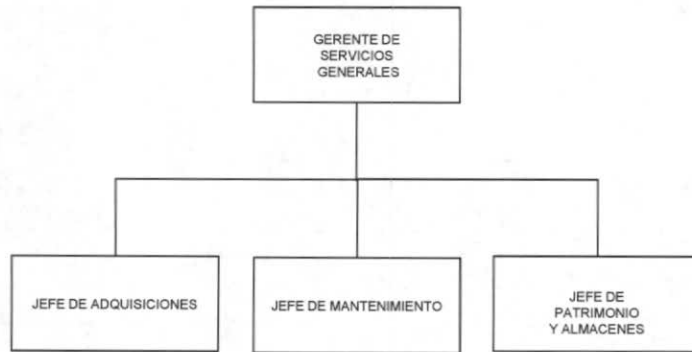 GERENTE DE
SERVICIOS
GENERALES
JEFE DE ADQUISICIONES
JEFE DE MANTENIMIENTO
JEFE DE
PATRIMONIO
Y ALMACENES